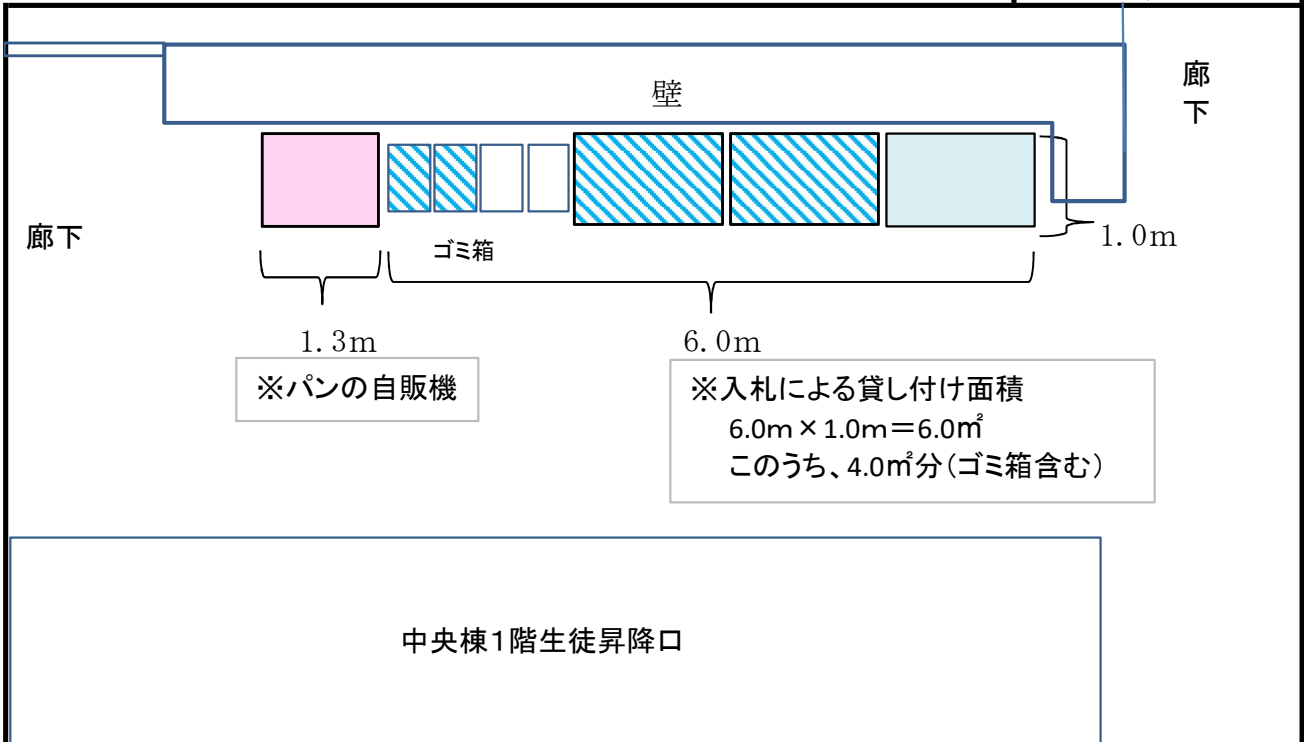 壁
廊
下
廊下
ゴミ箱
1.0m
1.3m
6.0m
※パンの自販機
※入札による貸し付け面積
6.0m×1.0m＝6.0㎡
このうち、4.0㎡分（ゴミ箱含む）
中央棟１階生徒昇降口